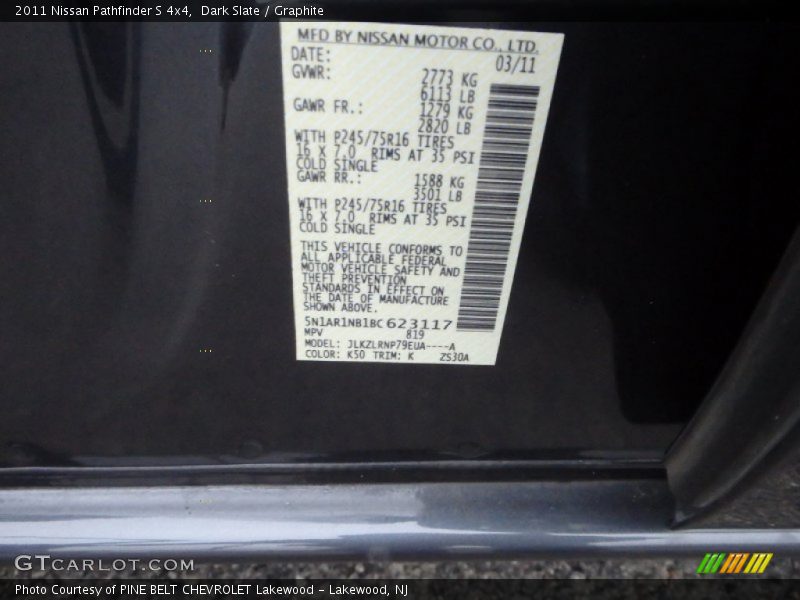 2011 Nissan Pathfinder S 4x4, Dark Slate / Graphite
MFD BY NISSAN MOTOR CO., LTD.
DATE: 03/11
GVWR: 2773 KG
6113 LB
GAWR FR.: 1279 KG
2820 LB
WITH P245/75R16 TIRES
16 X 7.0 RIMS AT 35 PSI
COLD SINGLE
GAWR RR.: 1588 KG
3501 LB
WITH P245/75R16 TIRES
16 X 7.0 RIMS AT 35 PSI
COLD SINGLE
THIS VEHICLE CONFORMS TO
ALL APPLICABLE FEDERAL
MOTOR VEHICLE SAFETY AND
THEFT PREVENTION
STANDARDS IN EFFECT ON
THE DATE OF MANUFACTURE
SHOWN ABOVE.
5N1AR1NB1BC623117
MPV 819
MODEL: JLKZLRNP79EUA----A
COLOR: K50 TRIM: K ZS30A
GTCARLOT.COM
Photo Courtesy of PINE BELT CHEVROLET Lakewood - Lakewood, NJ